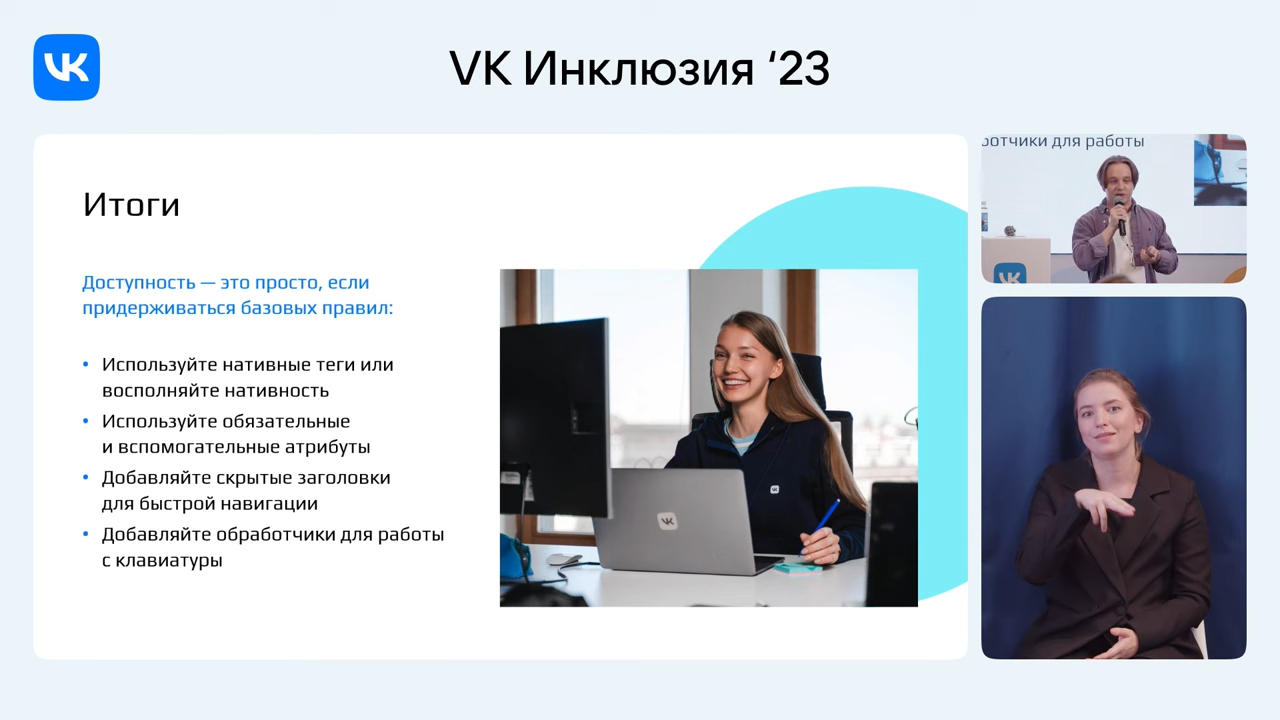 VK Инклюзия ‘23
Итоги
Доступность — это просто, если
придерживаться базовых правил:
• Используйте нативные теги или
восполняйте нативность
• Используйте обязательные
и вспомогательные атрибуты
• Добавляйте скрытые заголовки
для быстрой навигации
• Добавляйте обработчики для работы
с клавиатуры
ботчики для работы